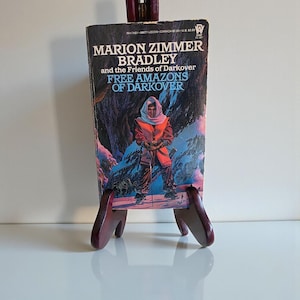 MARION ZIMMER
BRADLEY
and the Friends of Darkover
FREE AMAZONS
OF DARKOVER